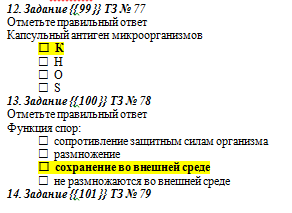 12. Задание {{99}} ТЗ № 77
Отметьте правильный ответ
Капсульный антиген микроорганизмов
☐ К
☐ Н
☐ О
☐ S
13. Задание {{100}} ТЗ № 78
Отметьте правильный ответ
Функция спор:
☐ сопротивление защитным силам организма
☐ размножение
☐ сохранение во внешней среде
☐ не размножаются во внешней среде
14. Задание {{101}} ТЗ № 79